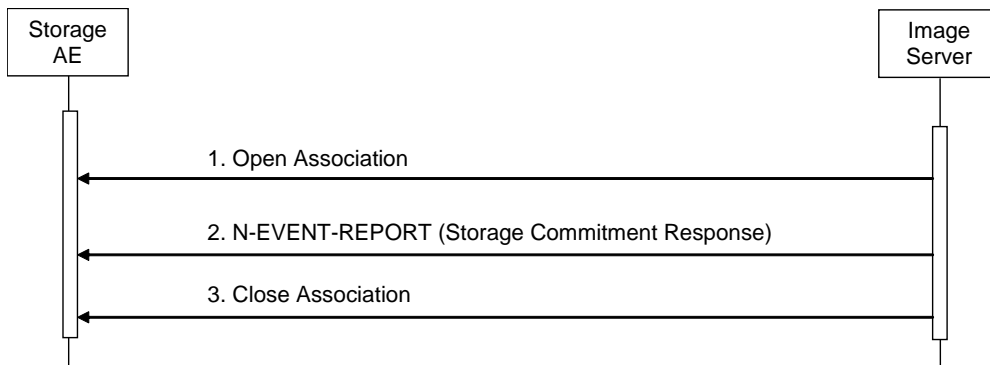 Storage
AE
Image
Server
1. Open Association
2. N-EVENT-REPORT (Storage Commitment Response)
3. Close Association